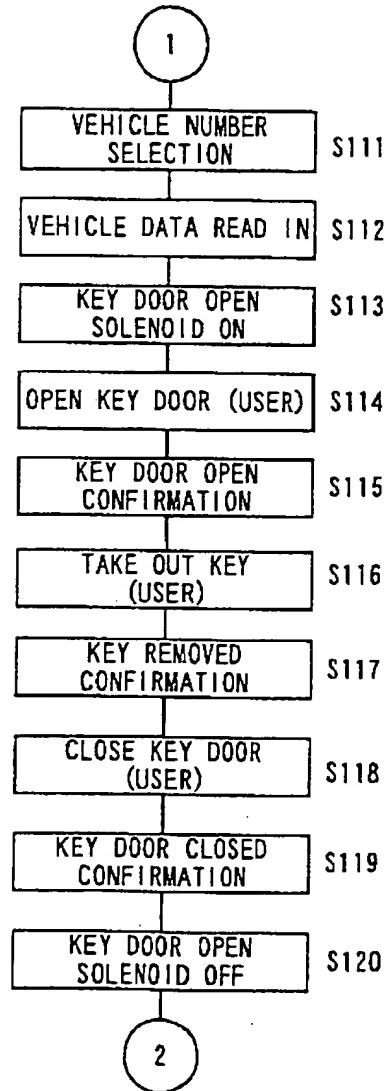 1
VEHICLE NUMBER
SELECTION
S111
VEHICLE DATA READ IN
S112
KEY DOOR OPEN
SOLENOID ON
S113
OPEN KEY DOOR (USER)
S114
KEY DOOR OPEN
CONFIRMATION
S115
TAKE OUT KEY
(USER)
S116
KEY REMOVED
CONFIRMATION
S117
CLOSE KEY DOOR
(USER)
S118
KEY DOOR CLOSED
CONFIRMATION
S119
KEY DOOR OPEN
SOLENOID OFF
S120
2